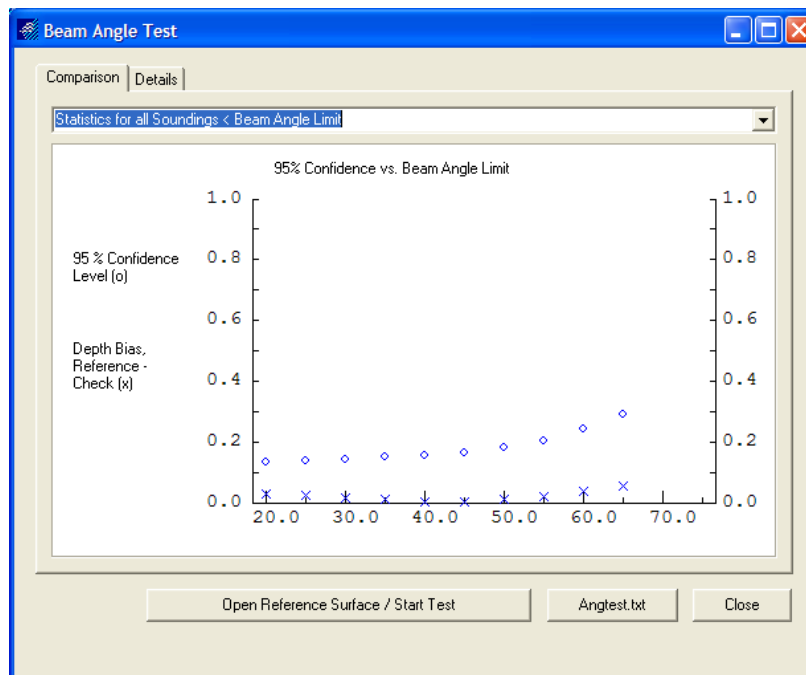 Beam Angle Test
Comparison Details
Statistics for all Soundings < Beam Angle Limit
95% Confidence vs. Beam Angle Limit
1.0 1.0
95 % Confidence
Level (o)
0.8 0.8
0.6 0.6
Depth Bias,
Reference -
Check (x)
0.4 0.4
0.2 0.2
0.0 0.0
20.0 30.0 40.0 50.0 60.0 70.0
Open Reference Surface / Start Test Angtest.txt Close